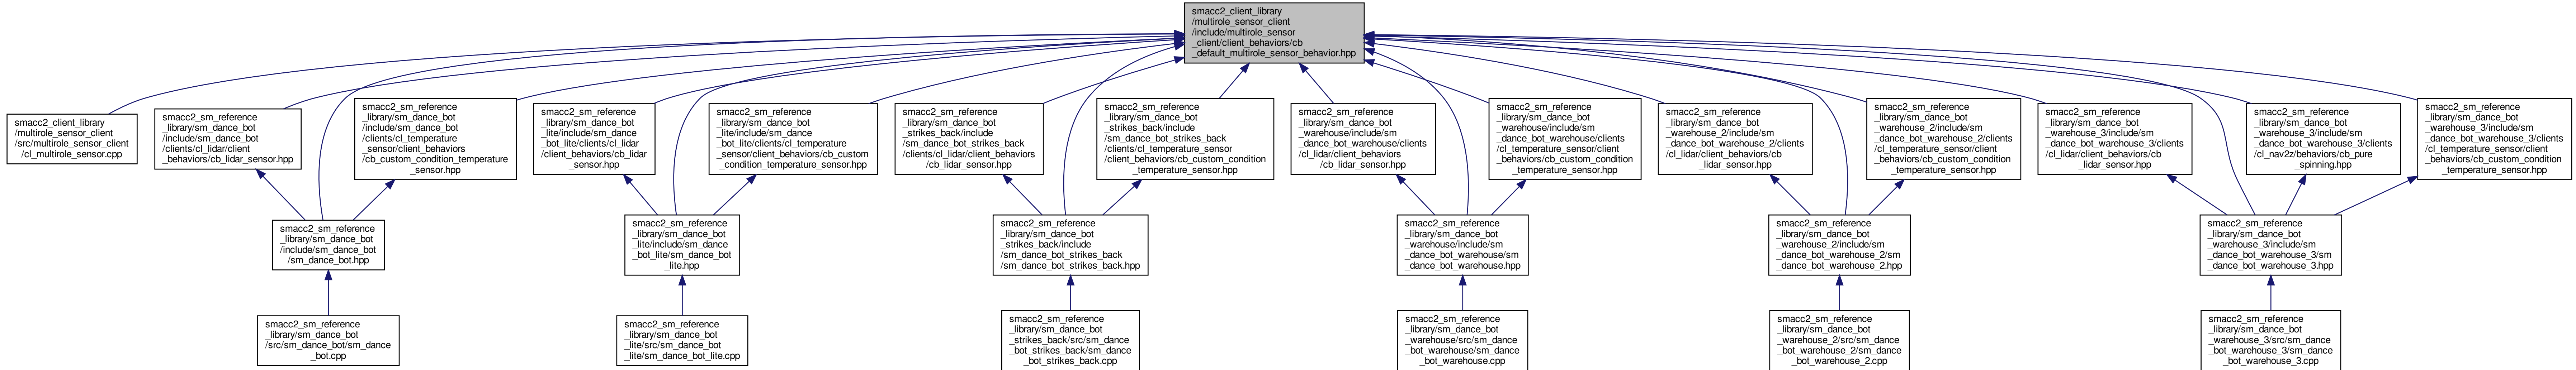 smacc2_client_library
/multirole_sensor_client
/include/multirole_sensor
_client/client_behaviors/cb
_default_multirole_sensor_behavior.hpp
smacc2_client_library
/multirole_sensor_client
/src/multirole_sensor_client
/cl_multirole_sensor.cpp
smacc2_sm_reference
_library/sm_dance_bot
/include/sm_dance_bot
/clients/cl_lidar/client
_behaviors/cb_lidar_sensor.hpp
smacc2_sm_reference
_library/sm_dance_bot
/include/sm_dance_bot
/clients/cl_temperature
_sensor/client_behaviors
/cb_custom_condition_temperature
_sensor.hpp
smacc2_sm_reference
_library/sm_dance_bot
_lite/include/sm_dance
_bot_lite/clients/cl_lidar
/client_behaviors/cb_lidar
_sensor.hpp
smacc2_sm_reference
_library/sm_dance_bot
_lite/include/sm_dance
_bot_lite/clients/cl_temperature
_sensor/client_behaviors/cb_custom
_condition_temperature_sensor.hpp
smacc2_sm_reference
_library/sm_dance_bot
_strikes_back/include
/sm_dance_bot_strikes_back
/clients/cl_lidar/client_behaviors
/cb_lidar_sensor.hpp
smacc2_sm_reference
_library/sm_dance_bot
_strikes_back/include
/sm_dance_bot_strikes_back
/clients/cl_temperature_sensor
/client_behaviors/cb_custom_condition
_temperature_sensor.hpp
smacc2_sm_reference
_library/sm_dance_bot
_warehouse/include/sm
_dance_bot_warehouse/clients
/cl_lidar/client_behaviors
/cb_lidar_sensor.hpp
smacc2_sm_reference
_library/sm_dance_bot
_warehouse/include/sm
_dance_bot_warehouse/clients
/cl_temperature_sensor/client
_behaviors/cb_custom_condition
_temperature_sensor.hpp
smacc2_sm_reference
_library/sm_dance_bot
_warehouse_2/include/sm
_dance_bot_warehouse_2/clients
/cl_lidar/client_behaviors/cb
_lidar_sensor.hpp
smacc2_sm_reference
_library/sm_dance_bot
_warehouse_2/include/sm
_dance_bot_warehouse_2/clients
/cl_temperature_sensor/client
_behaviors/cb_custom_condition
_temperature_sensor.hpp
smacc2_sm_reference
_library/sm_dance_bot
_warehouse_3/include/sm
_dance_bot_warehouse_3/clients
/cl_lidar/client_behaviors/cb
_lidar_sensor.hpp
smacc2_sm_reference
_library/sm_dance_bot
_warehouse_3/include/sm
_dance_bot_warehouse_3/clients
/cl_nav2z/behaviors/cb_pure
_spinning.hpp
smacc2_sm_reference
_library/sm_dance_bot
_warehouse_3/include/sm
_dance_bot_warehouse_3/clients
/cl_temperature_sensor/client
_behaviors/cb_custom_condition
_temperature_sensor.hpp
smacc2_sm_reference
_library/sm_dance_bot
/include/sm_dance_bot
/sm_dance_bot.hpp
smacc2_sm_reference
_library/sm_dance_bot
_lite/include/sm_dance
_bot_lite/sm_dance_bot
_lite.hpp
smacc2_sm_reference
_library/sm_dance_bot
_strikes_back/include
/sm_dance_bot_strikes_back
/sm_dance_bot_strikes_back.hpp
smacc2_sm_reference
_library/sm_dance_bot
_warehouse/include/sm
_dance_bot_warehouse/sm
_dance_bot_warehouse.hpp
smacc2_sm_reference
_library/sm_dance_bot
_warehouse_2/include/sm
_dance_bot_warehouse_2/sm
_dance_bot_warehouse_2.hpp
smacc2_sm_reference
_library/sm_dance_bot
_warehouse_3/include/sm
_dance_bot_warehouse_3/sm
_dance_bot_warehouse_3.hpp
smacc2_sm_reference
_library/sm_dance_bot
/src/sm_dance_bot/sm_dance
_bot.cpp
smacc2_sm_reference
_library/sm_dance_bot
_lite/src/sm_dance_bot
_lite/sm_dance_bot_lite.cpp
smacc2_sm_reference
_library/sm_dance_bot
_strikes_back/src/sm_dance
_bot_strikes_back/sm_dance
_bot_strikes_back.cpp
smacc2_sm_reference
_library/sm_dance_bot
_warehouse/src/sm_dance
_bot_warehouse/sm_dance
_bot_warehouse.cpp
smacc2_sm_reference
_library/sm_dance_bot
_warehouse_2/src/sm_dance
_bot_warehouse_2/sm_dance
_bot_warehouse_2.cpp
smacc2_sm_reference
_library/sm_dance_bot
_warehouse_3/src/sm_dance
_bot_warehouse_3/sm_dance
_bot_warehouse_3.cpp